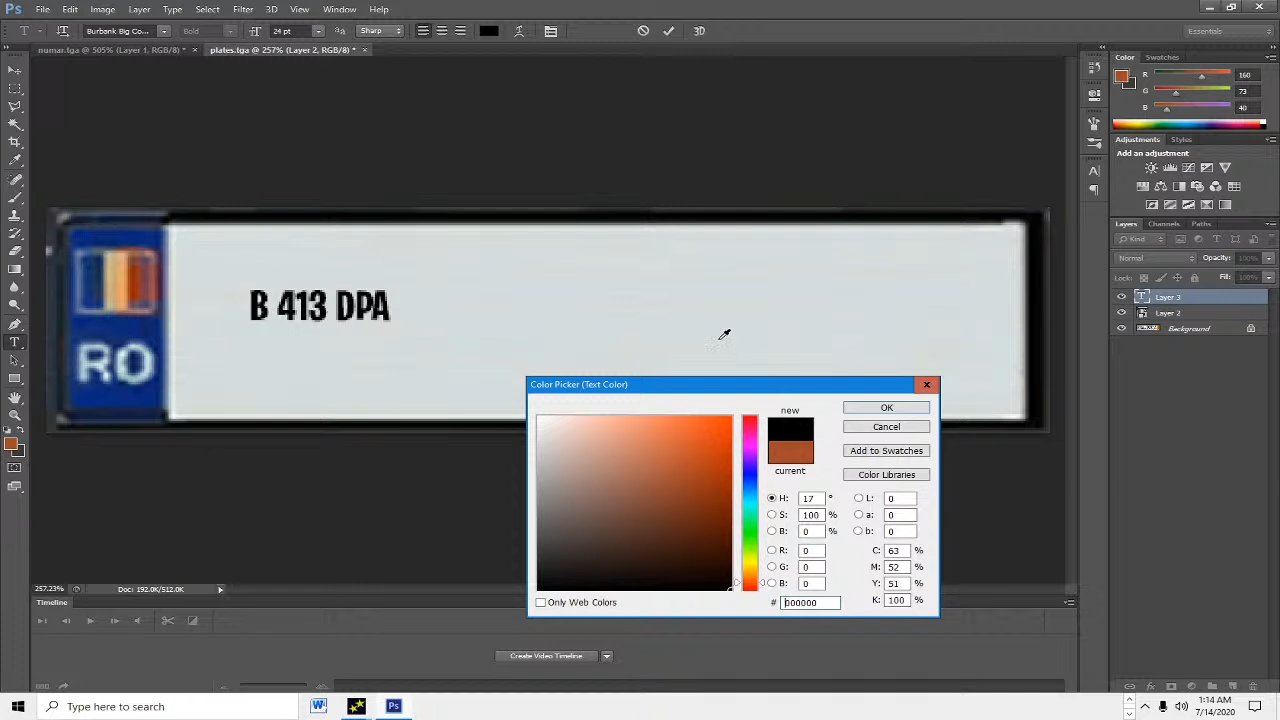 Ps File Edit Image Layer Type Select Filter 3D View Window Help
T Burbank Big Co... Bold 24 pt Sharp 3D Essentials
numar.tga @ 505% (Layer 1, RGB/8) * × plates.tga @ 257% (Layer 2, RGB/8) * ×
Color Swatches
R 160
G 73
B 40
Adjustments Styles
Add an adjustment
Layers Channels Paths
Kind
Normal Opacity: 100%
Lock: Fill: 100%
Layer 3
Layer 2
Background
B 413 DPA
RO
Color Picker (Text Color)
new
current
OK
Cancel
Add to Swatches
Color Libraries
H: 17 ° L: 0
S: 100 % a: 0
B: 0 % b: 0
R: 0 C: 63 %
G: 0 M: 52 %
B: 0 Y: 51 %
# 000000 K: 100 %
Only Web Colors
257.23% Doc: 192.0K/512.0K
Timeline
Create Video Timeline
Type here to search
W Ps
1:14 AM
7/14/2020